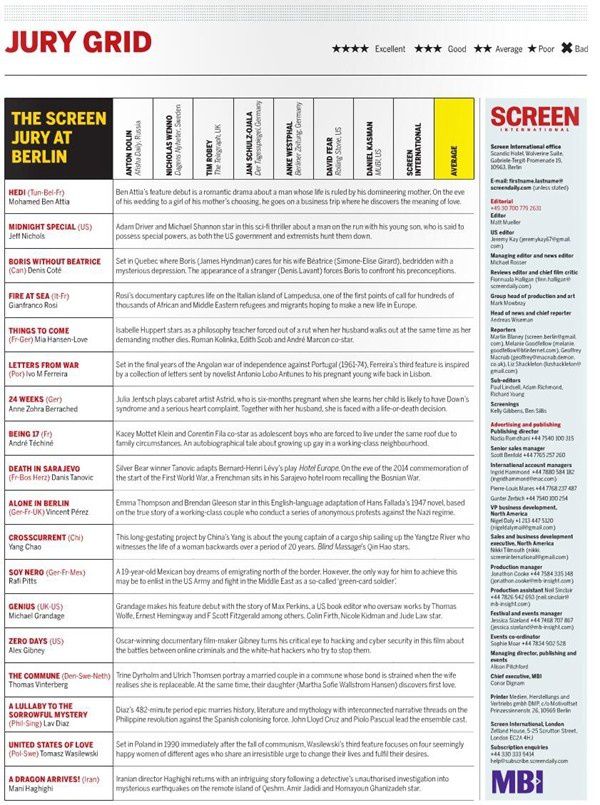 JURY GRID
★★★★ Excellent ★★★ Good ★★ Average ★ Poor ✖ Bad
THE SCREEN
JURY AT
BERLIN
ANTON DOLIN
Afisha Daily, Russia
NICHOLAS WENNO
Dagens Nyheter, Sweden
TIM ROBEY
The Telegraph, UK
JAN SCHULZ-OJALA
Der Tagesspiegel, Germany
ANKE WESTPHAL
Berliner Zeitung, Germany
DAVID FEAR
Rolling Stone, US
DANIEL KASMAN
MUBI, US
SCREEN
INTERNATIONAL
AVERAGE
HEDI (Tun-Bel-Fr)
Mohamed Ben Attia
Ben Attia's feature debut is a romantic drama about a man whose life is ruled by his domineering mother. On the eve
of his wedding to a girl of his mother's choosing, he goes on a business trip where he discovers the meaning of love.
MIDNIGHT SPECIAL (US)
Jeff Nichols
Adam Driver and Michael Shannon star in this sci-fi thriller about a man on the run with his young son, who is said to
possess special powers, as both the US government and extremists hunt them down.
BORIS WITHOUT BEATRICE
(Can) Denis Coté
Set in Quebec where Boris (James Hyndman) cares for his wife Béatrice (Simone-Elise Girard), bedridden with a
mysterious depression. The appearance of a stranger (Denis Lavant) forces Boris to confront his preconceptions.
FIRE AT SEA (It-Fr)
Gianfranco Rosi
Rosi's documentary captures life on the Italian island of Lampedusa, one of the first points of call for hundreds of
thousands of African and Middle Eastern refugees and migrants hoping to make a new life in Europe.
THINGS TO COME
(Fr-Ger) Mia Hansen-Love
Isabelle Huppert stars as a philosophy teacher forced out of a rut when her husband walks out at the same time as her
demanding mother dies. Roman Kolinka, Edith Scob and André Marcon co-star.
LETTERS FROM WAR
(Por) Ivo M Ferreira
Set in the final years of the Angolan war of independence against Portugal (1961-74), Ferreira's third feature is inspired
by a collection of letters sent by novelist Antonio Lobo Antunes to his pregnant young wife back in Lisbon.
24 WEEKS (Ger)
Anne Zohra Berrached
Julia Jentsch plays cabaret artist Astrid, who is six-months pregnant when she learns her child is likely to have Down's
syndrome and a serious heart complaint. Together with her husband, she is faced with a life-or-death decision.
BEING 17 (Fr)
André Téchiné
Kacey Mottet Klein and Corentin Fila co-star as adolescent boys who are forced to live under the same roof due to
family circumstances. An autobiographical tale about growing up gay in a working neighbourhood.
DEATH IN SARAJEVO
(Fr-Bos Herz) Danis Tanovic
Silver Bear winner Tanovic adapts Bernard-Henri Lévy's play Hotel Europe. On the eve of the 2014 commemoration of
the start of the First World War, a Frenchman sits in his Sarajevo hotel room recalling the Bosnian War.
ALONE IN BERLIN
(Ger-Fr-UK) Vincent Pérez
Emma Thompson and Brendan Gleeson star in this English-language adaptation of Hans Fallada's 1947 novel, based
on the true story of a working-class couple who conduct a series of anonymous protests against the Nazi regime.
CROSSCURRENT (Chi)
Yang Chao
This long-gestating project by China's Yang is about the young captain of a cargo ship sailing up the Yangtze River who
witnesses the life of a woman backwards over a period of 20 years. Blind Massage's Qin Hao stars.
SOY NERO (Ger-Fr-Mex)
Rafi Pitts
A 19-year-old Mexican boy dreams of emigrating north of the border. However, the only way for him to achieve this
may be to enlist in the US Army and fight in the Middle East as a so-called 'green-card soldier'.
GENIUS (UK-US)
Michael Grandage
Grandage makes his feature debut with the story of Max Perkins, a US book editor who oversaw works by Thomas
Wolfe, Ernest Hemingway and F Scott Fitzgerald among others. Colin Firth, Nicole Kidman and Jude Law star.
ZERO DAYS (US)
Alex Gibney
Oscar-winning documentary film-maker Gibney turns his critical eye to hacking and cyber security in this film about
the battles between online criminals and the white-hat hackers who try to stop them.
THE COMMUNE (Den-Swe-Neth)
Thomas Vinterberg
Trine Dyrholm and Ulrich Thomsen portray a married couple in a commune whose bond is strained when the wife
realises she is replaceable. At the same time, their daughter (Martha Sofie Wallstrom Hansen) discovers first love.
A LULLABY TO THE
SORROWFUL MYSTERY
(Phil-Sing) Lav Diaz
Diaz's 482-minute period epic marries history, literature and mythology with interconnected narrative threads on the
Philippine revolution against the Spanish colonising force. John Lloyd Cruz and Piolo Pascual lead the ensemble cast.
UNITED STATES OF LOVE
(Pol-Swe) Tomasz Wasilewski
Set in Poland in 1990 immediately after the fall of communism, Wasilewski's third feature focuses on four seemingly
happy women of different ages who share an irresistible urge to change their lives and fulfil their desires.
A DRAGON ARRIVES! (Iran)
Mani Haghighi
Iranian director Haghighi returns with an intriguing story following a detective's unauthorised investigation into
mysterious earthquakes on the remote island of Qeshm. Amir Jadidi and Homayoun Ghanizadeh star.
SCREEN
INTERNATIONAL
Screen International office
Scandic Hotel, Wolverine Suite,
Gabriele-Tergit-Promenade 19,
10963, Berlin
E-mail: firstname.lastname@
screendaily.com (unless stated)
Editorial
+49 30 700 779 2631
Editor
Matt Mueller
US editor
Jeremy Kay (jeremykay67@gmail.
com)
Managing editor and news editor
Michael Rosser
Reviews editor and chief film critic
Fionnuala Halligan (finn.halligan@
screendaily.com)
Group head of production and art
Mark Mowbray
Head of news and chief reporter
Andreas Wiseman
Reporters
Martin Blaney (screen.berlin@gmail.
com), Melanie Goodfellow (melanie.
goodfellow@btinternet.com), Geoffrey
Macnab (geoffrey@macnab.demon.
co.uk), Liz Shackleton (lizshackleton@
gmail.com)
Sub-editors
Paul Lindsell, Adam Richmond,
Richard Young
Screenings
Kelly Gibbens, Ben Sillis
Advertising and publishing
Publishing director
Nadia Romdhani +44 7540 100 315
Senior sales manager
Scott Benfold +44 7765 257 260
International account managers
Ingrid Hammond +44 7880 584 182
(ingridhammond@mac.com)
Pierre-Louis Manes +44 7768 237 487
Gunter Zerbich +44 7540 100 254
VP business development,
North America
Nigel Daly +1 213 447 5120
(nigeldalymail@gmail.com)
Sales and business development
executive, North America
Nikki Tilmouth (nikki.
screeninternational@gmail.com)
Production manager
Jonathon Cooke +44 7584 335 148
(jonathon.cooke@mb-insight.com)
Production assistant Neil Sinclair
+44 7826 942 693 (neil.sinclair@
mb-insight.com)
Festival and events manager
Jessica Sizeland +44 7468 707 867
(jessica.sizeland@mb-insight.com)
Events co-ordinator
Sophie Moar +44 7834 902 528
Managing director, publishing and
events
Alison Pitchford
Chief executive, MBI
Conor Dignam
Printer Medien, Herstellungs and
Vertriebs gmbh DMP, c/o Motivoffset
Prinzessinnenstr. 26, 10969 Berlin
Screen International, London
Zetland House, 5-25 Scrutton Street,
London EC2A 4HJ
Subscription enquiries
+44 330 333 9414
help@subscribe.screendaily.com
MBI